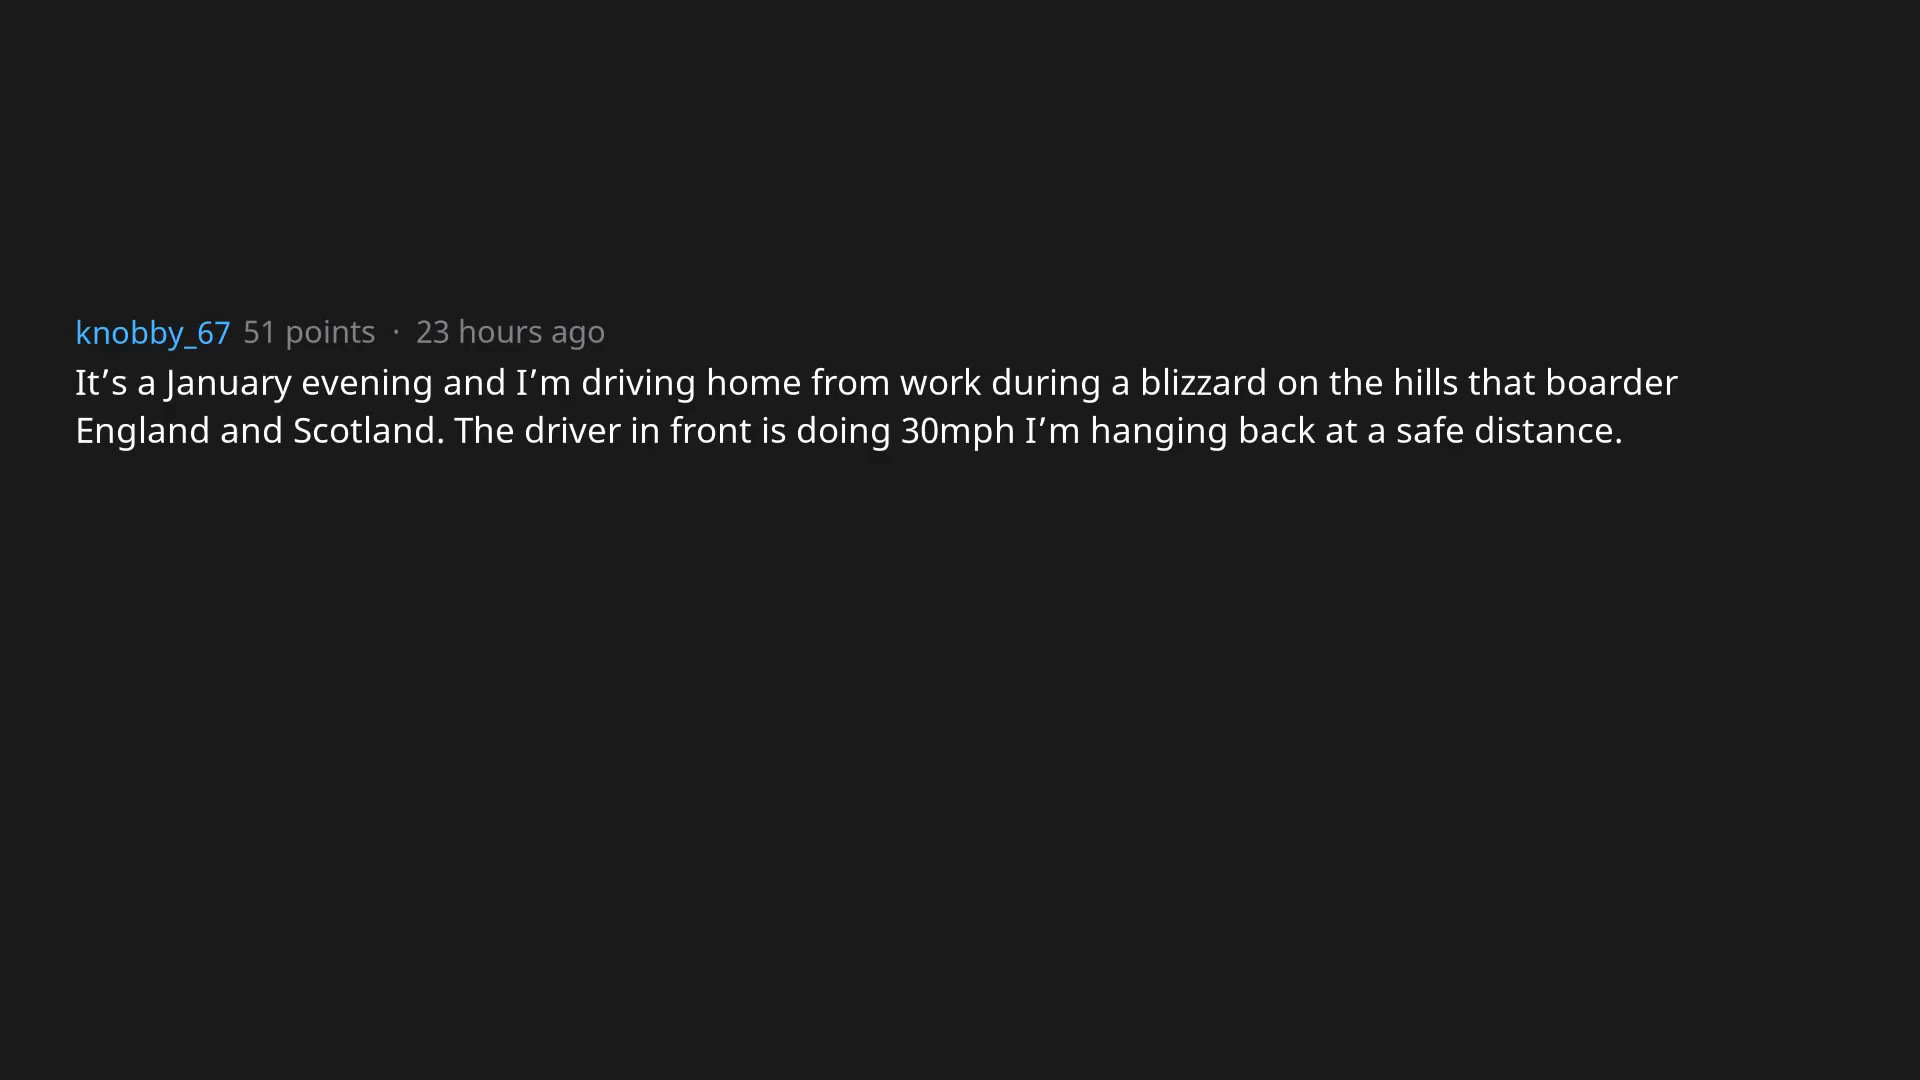 knobby_67 51 points · 23 hours ago
It’s a January evening and I’m driving home from work during a blizzard on the hills that boarder
England and Scotland. The driver in front is doing 30mph I’m hanging back at a safe distance.